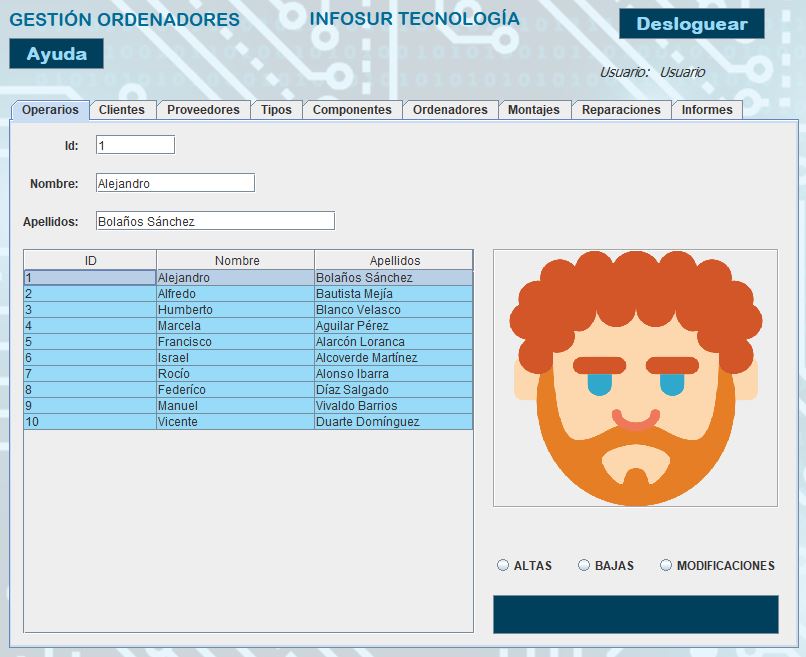 GESTIÓN ORDENADORES INFOSUR TECNOLOGÍA Desloguear
Ayuda
Usuario: Usuario
Operarios Clientes Proveedores Tipos Componentes Ordenadores Montajes Reparaciones Informes
Id: 1
Nombre: Alejandro
Apellidos: Bolaños Sánchez
ID Nombre Apellidos
1 Alejandro Bolaños Sánchez
2 Alfredo Bautista Mejía
3 Humberto Blanco Velasco
4 Marcela Aguilar Pérez
5 Francisco Alarcón Loranca
6 Israel Alcoverde Martínez
7 Rocío Alonso Ibarra
8 Federíco Díaz Salgado
9 Manuel Vivaldo Barrios
10 Vicente Duarte Domínguez
ALTAS BAJAS MODIFICACIONES